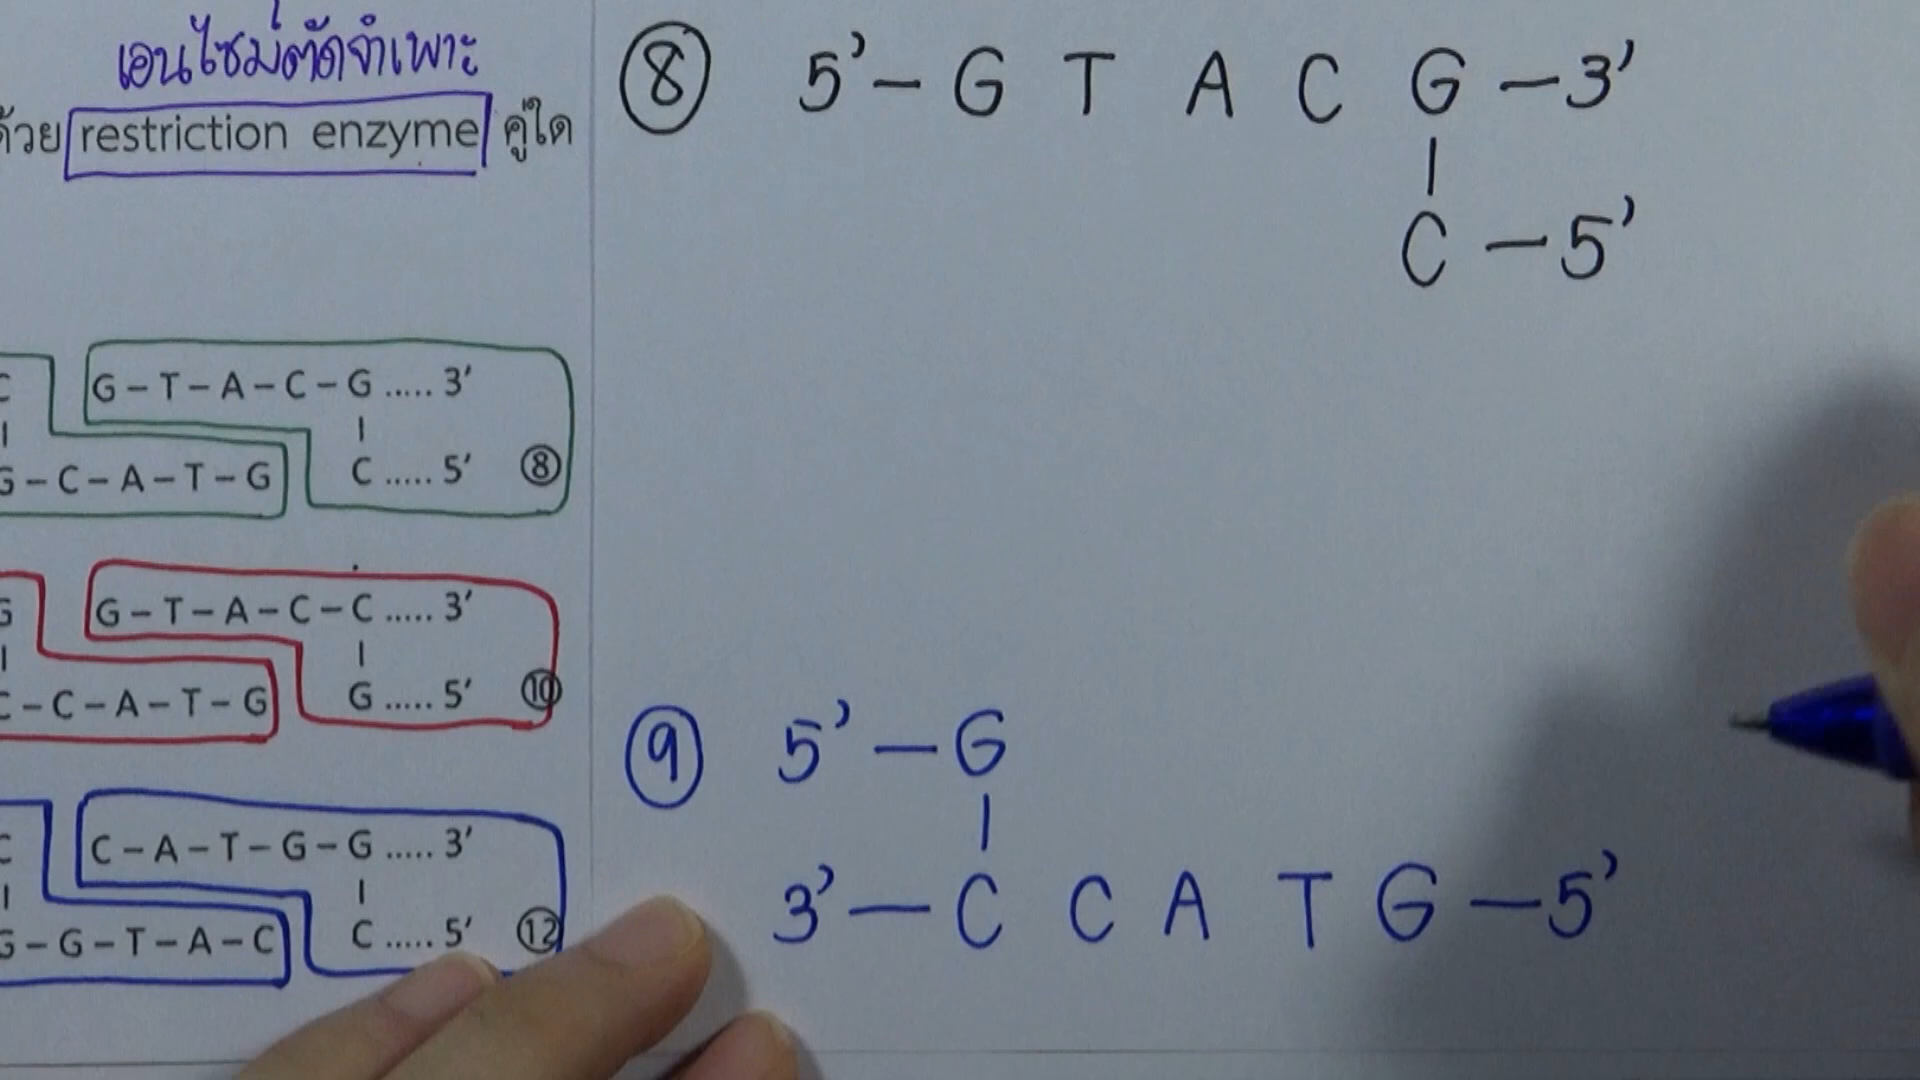 เอนไซม์ตัดจำเพาะ
ด้วย restriction enzyme คู่ใด
C G – T – A – C – G ..... 3′
| |
G – C – A – T – G C ..... 5′ ⑧
G G – T – A – C – C ..... 3′
| |
C – C – A – T – G G ..... 5′ ⑩
C C – A – T – G – G ..... 3′
| |
G – G – T – A – C C ..... 5′ ⑫
⑧ 5’ – G T A C G – 3’
|
C – 5’
⑨ 5’ – G
|
3’ – C C A T G – 5’